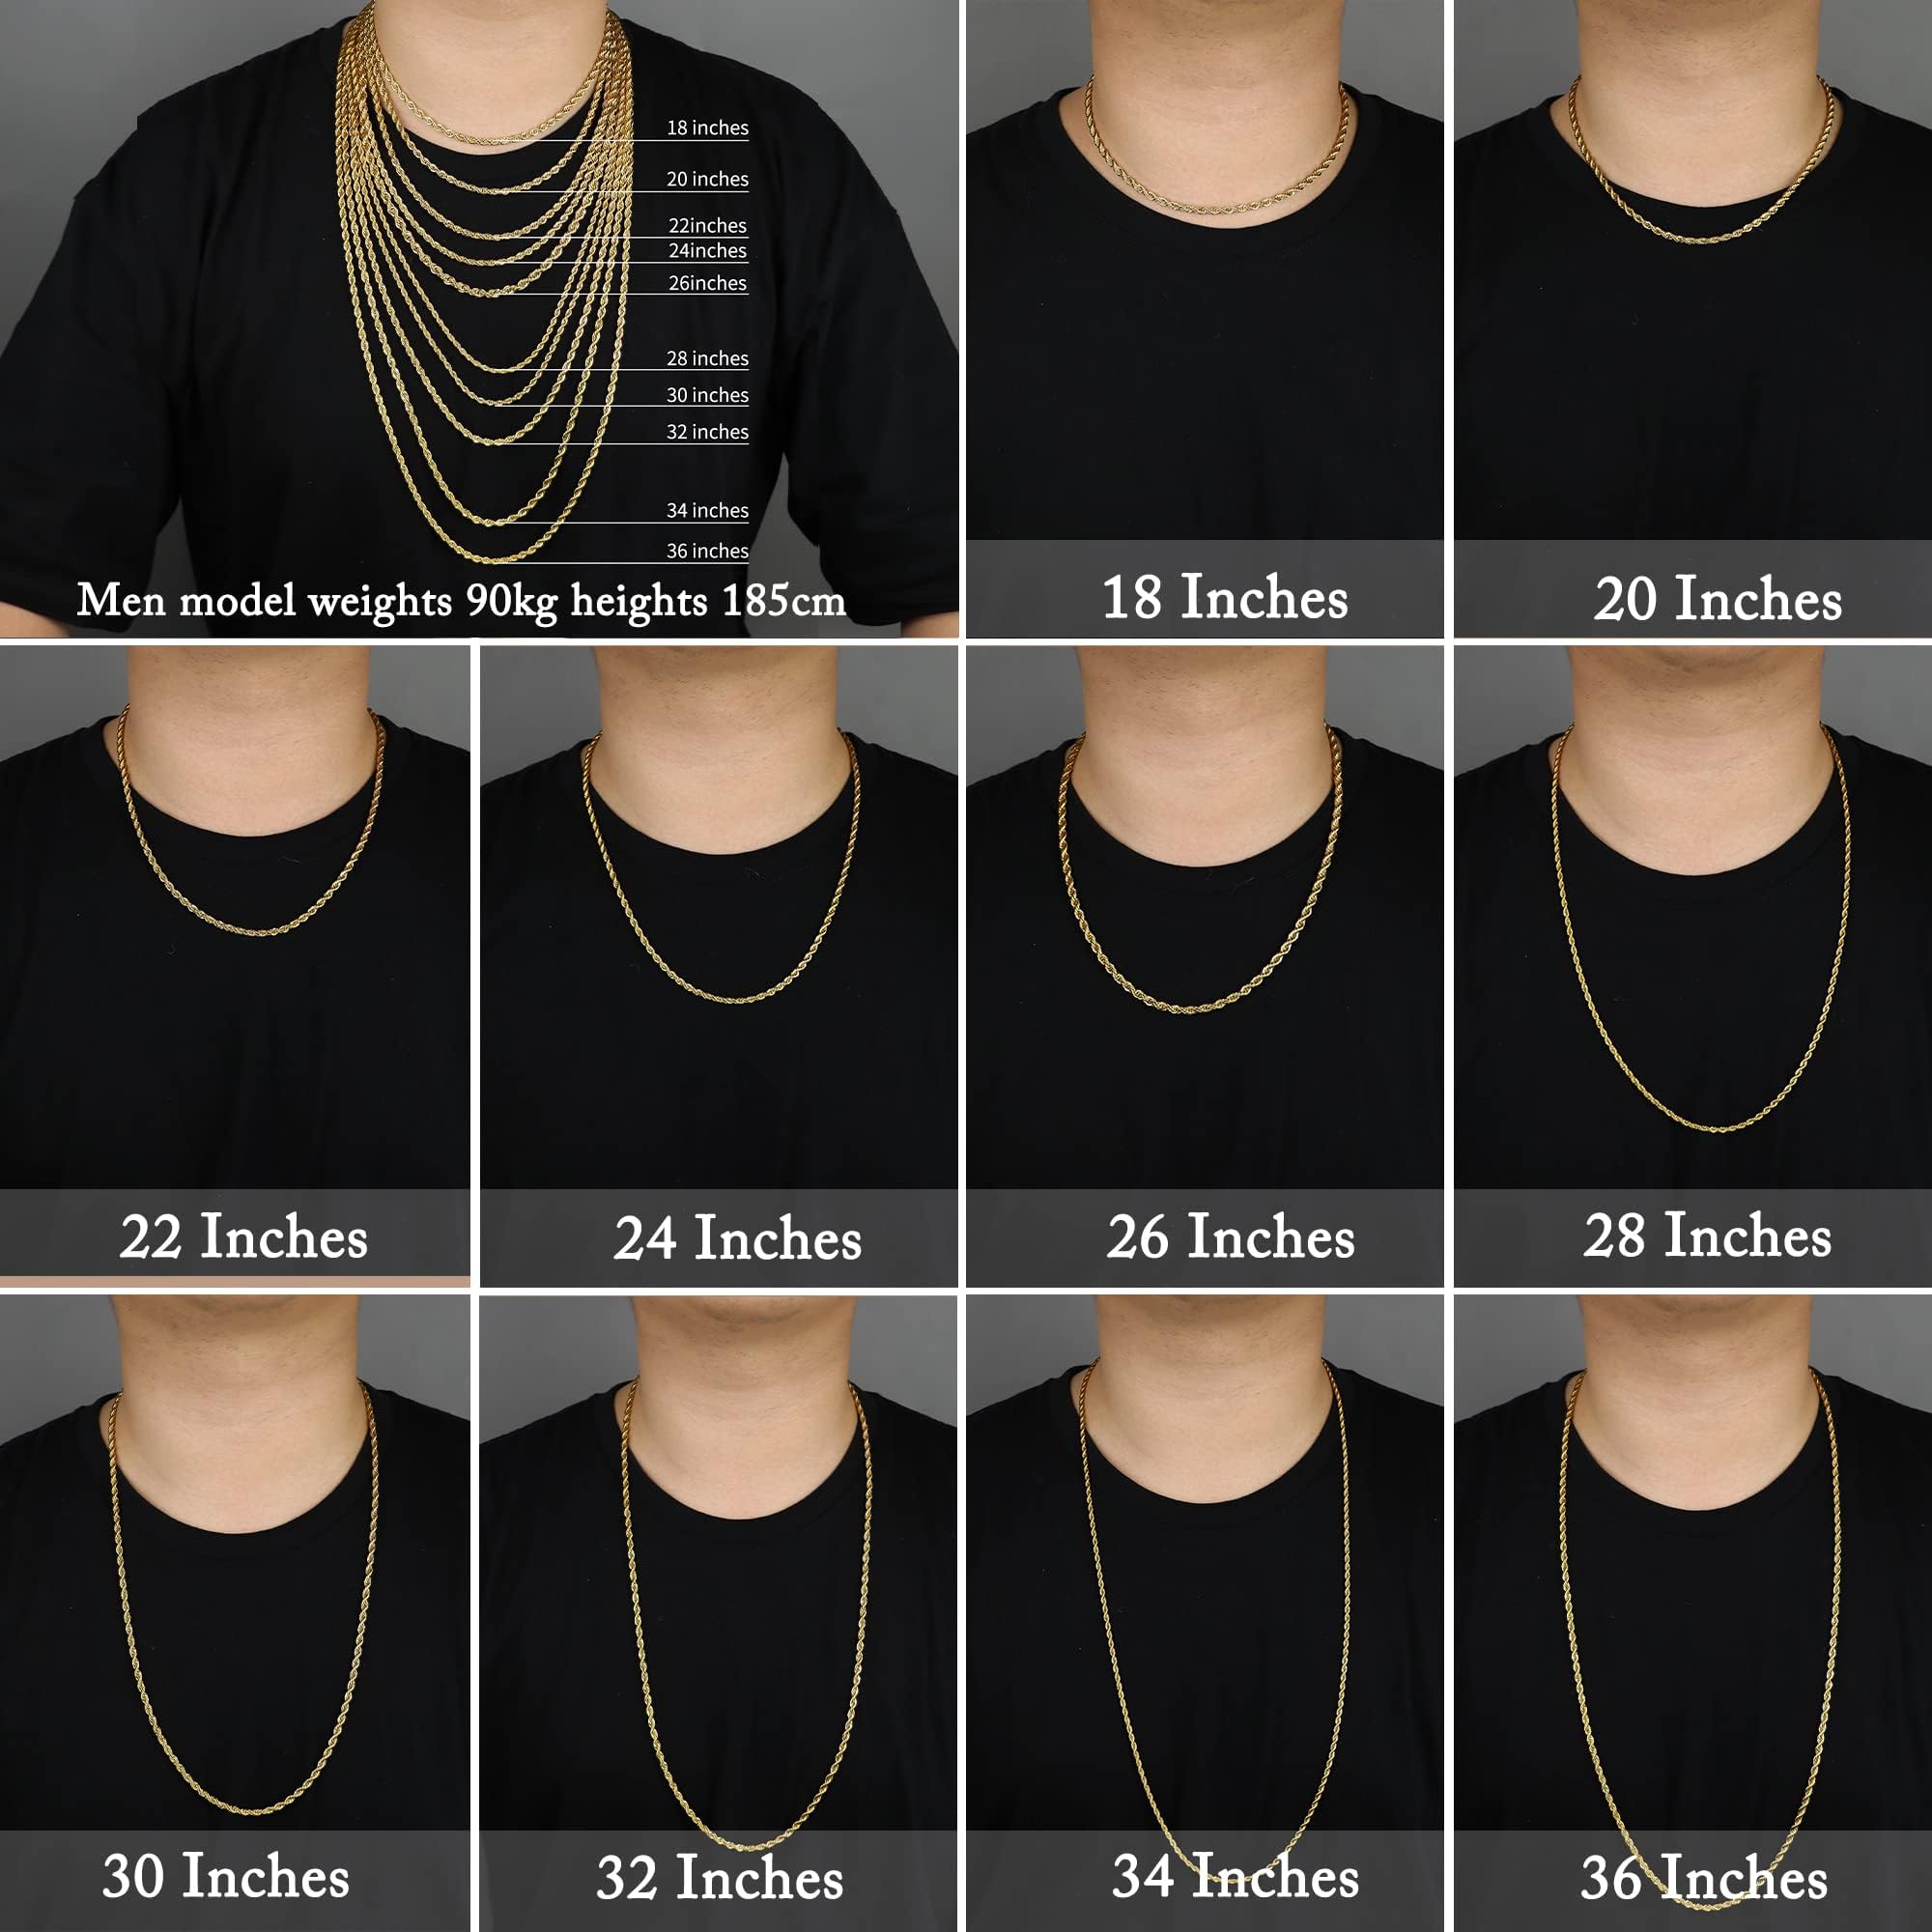 18 inches
20 inches
22inches
24inches
26inches
28 inches
30 inches
32 inches
34 inches
36 inches
Men model weights 90kg heights 185cm
18 Inches
20 Inches
22 Inches
24 Inches
26 Inches
28 Inches
30 Inches
32 Inches
34 Inches
36 Inches